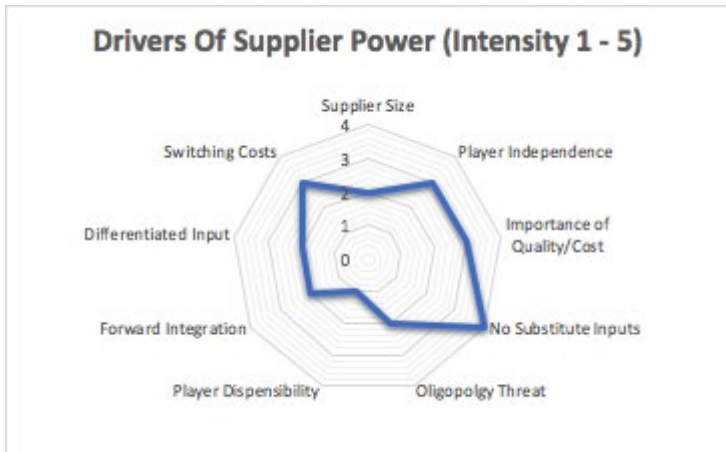 Drivers Of Supplier Power (Intensity 1 - 5)
Supplier Size
4
3
2
1
0
Player Independence
Importance of
Quality/Cost
No Substitute Inputs
Oligopolgy Threat
Player Dispensibility
Forward Integration
Differentiated Input
Switching Costs